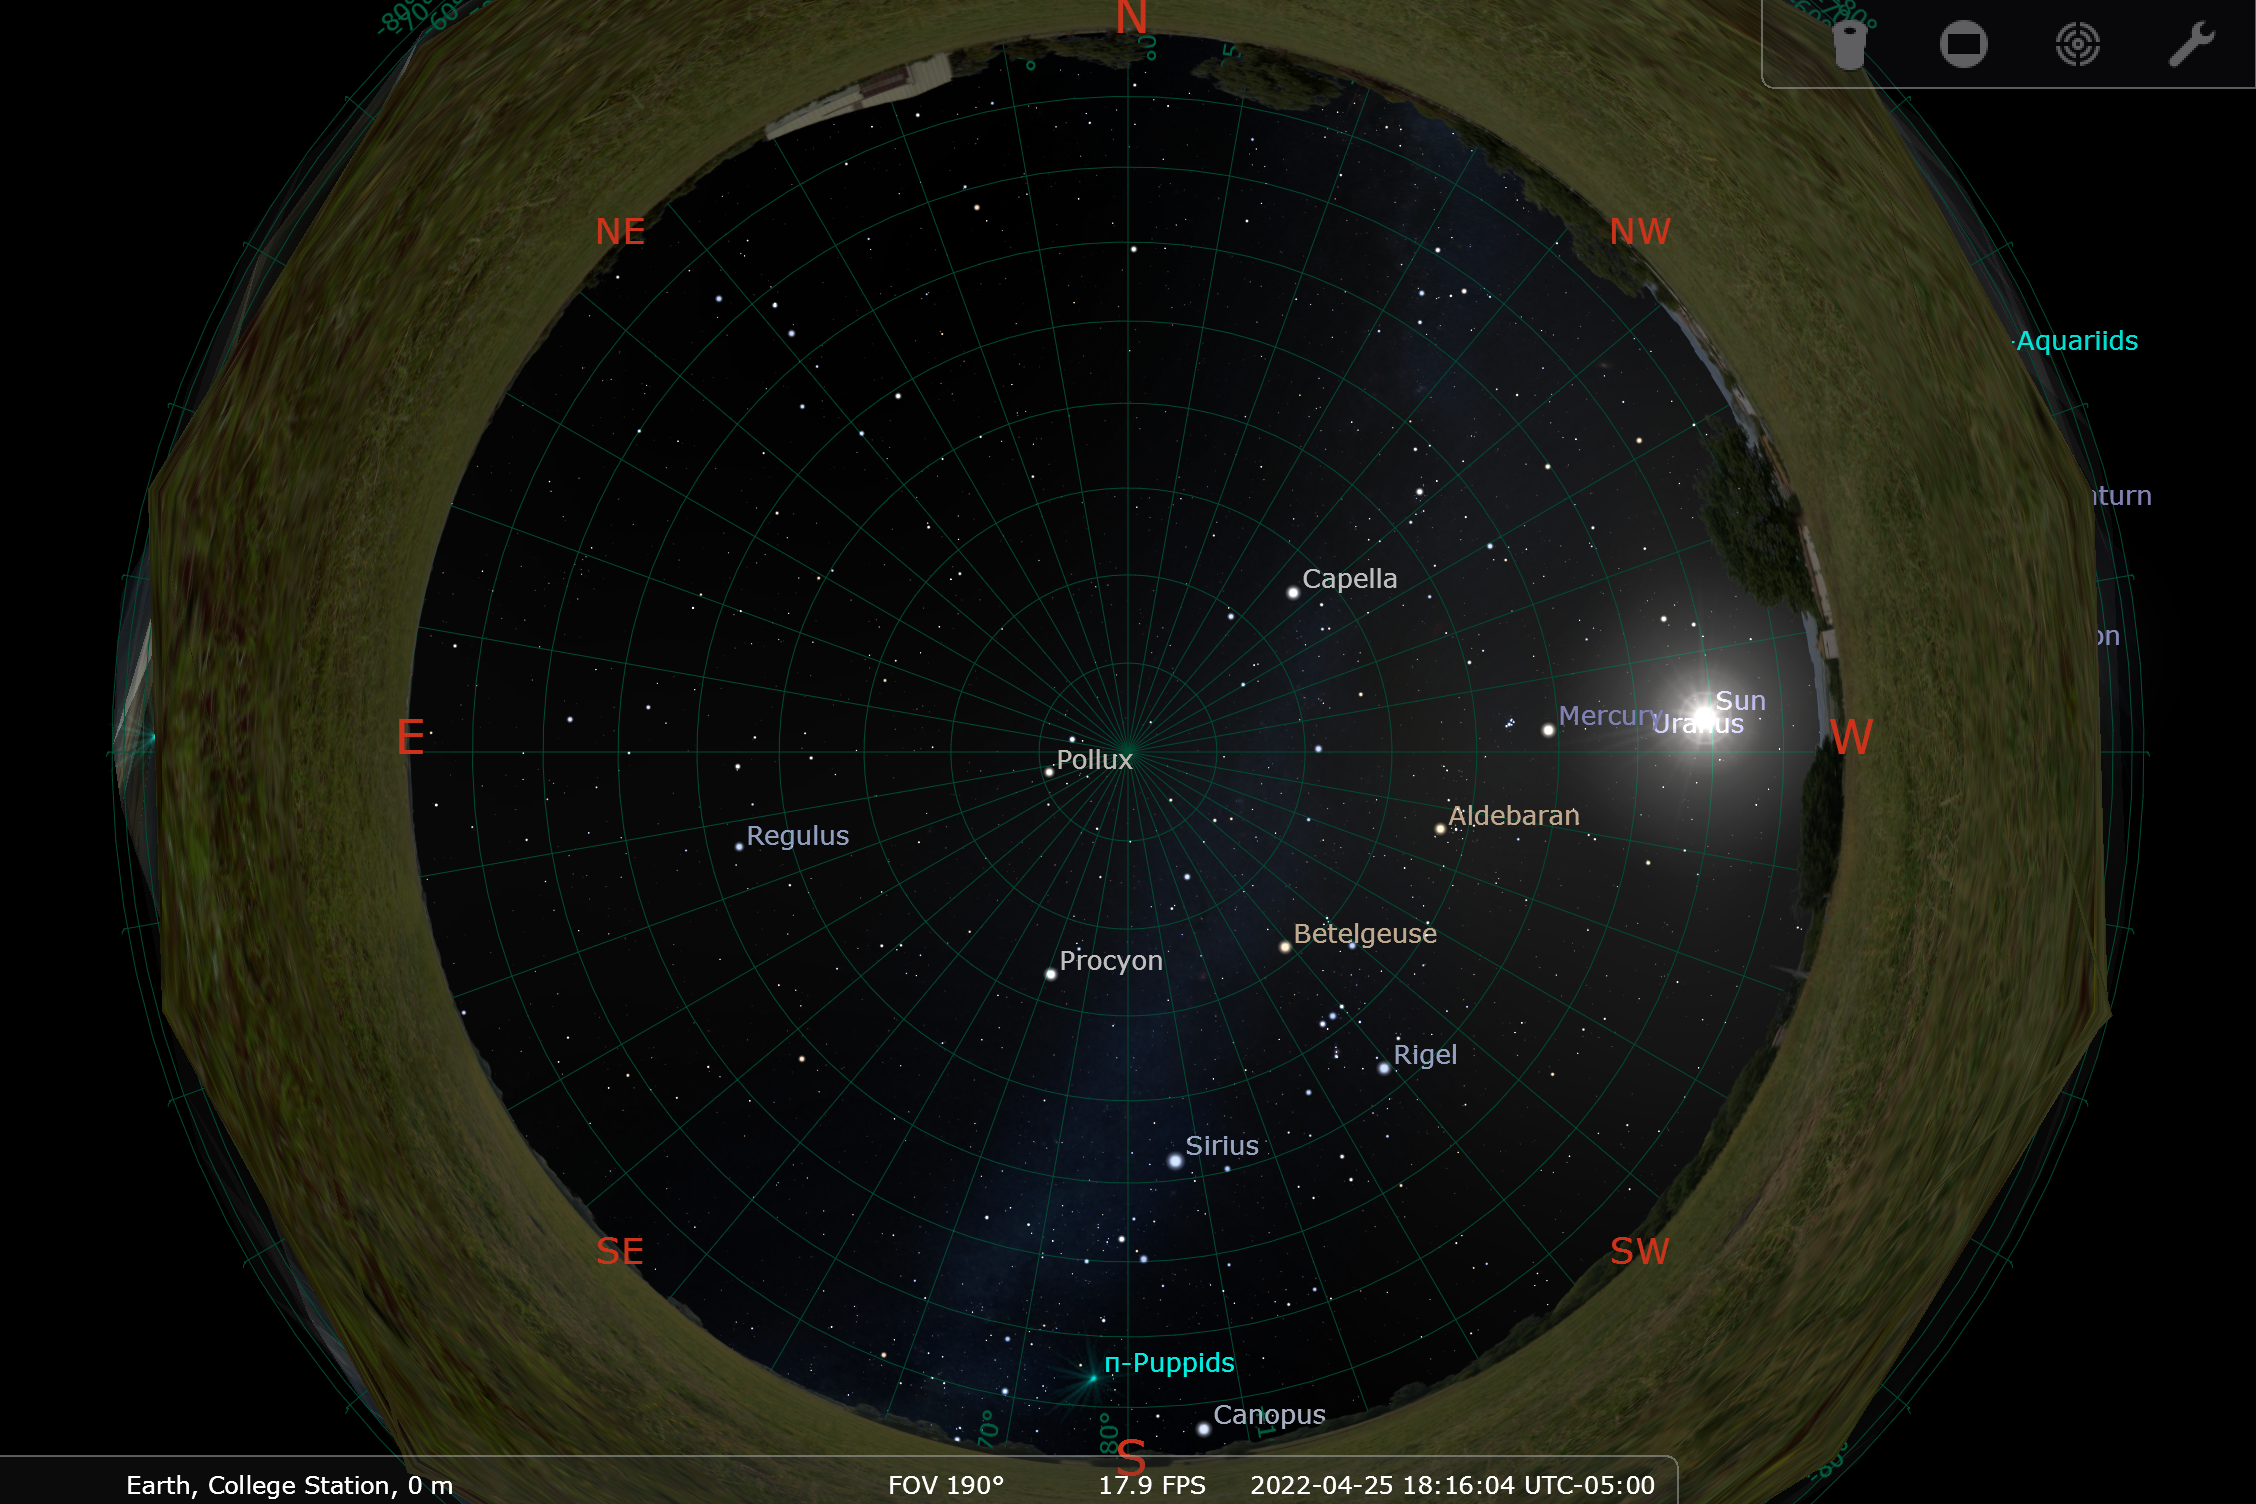 N
NE
NW
-Aquariids
Capella
Sun
Mercury
Uranus
E
W
Pollux
Aldebaran
Regulus
Betelgeuse
Procyon
Rigel
Sirius
SE
SW
π-Puppids
Canopus
S
Earth, College Station, 0 m
FOV 190°
17.9 FPS
2022-04-25 18:16:04 UTC-05:00